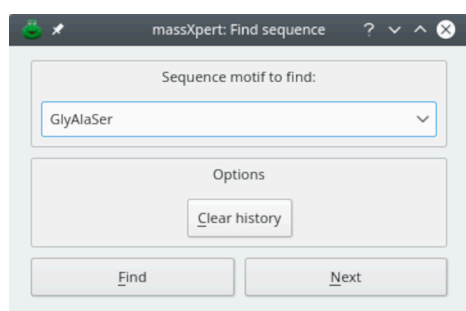 massXpert: Find sequence
Sequence motif to find:
GlyAlaSer
Options
Clear history
Find Next